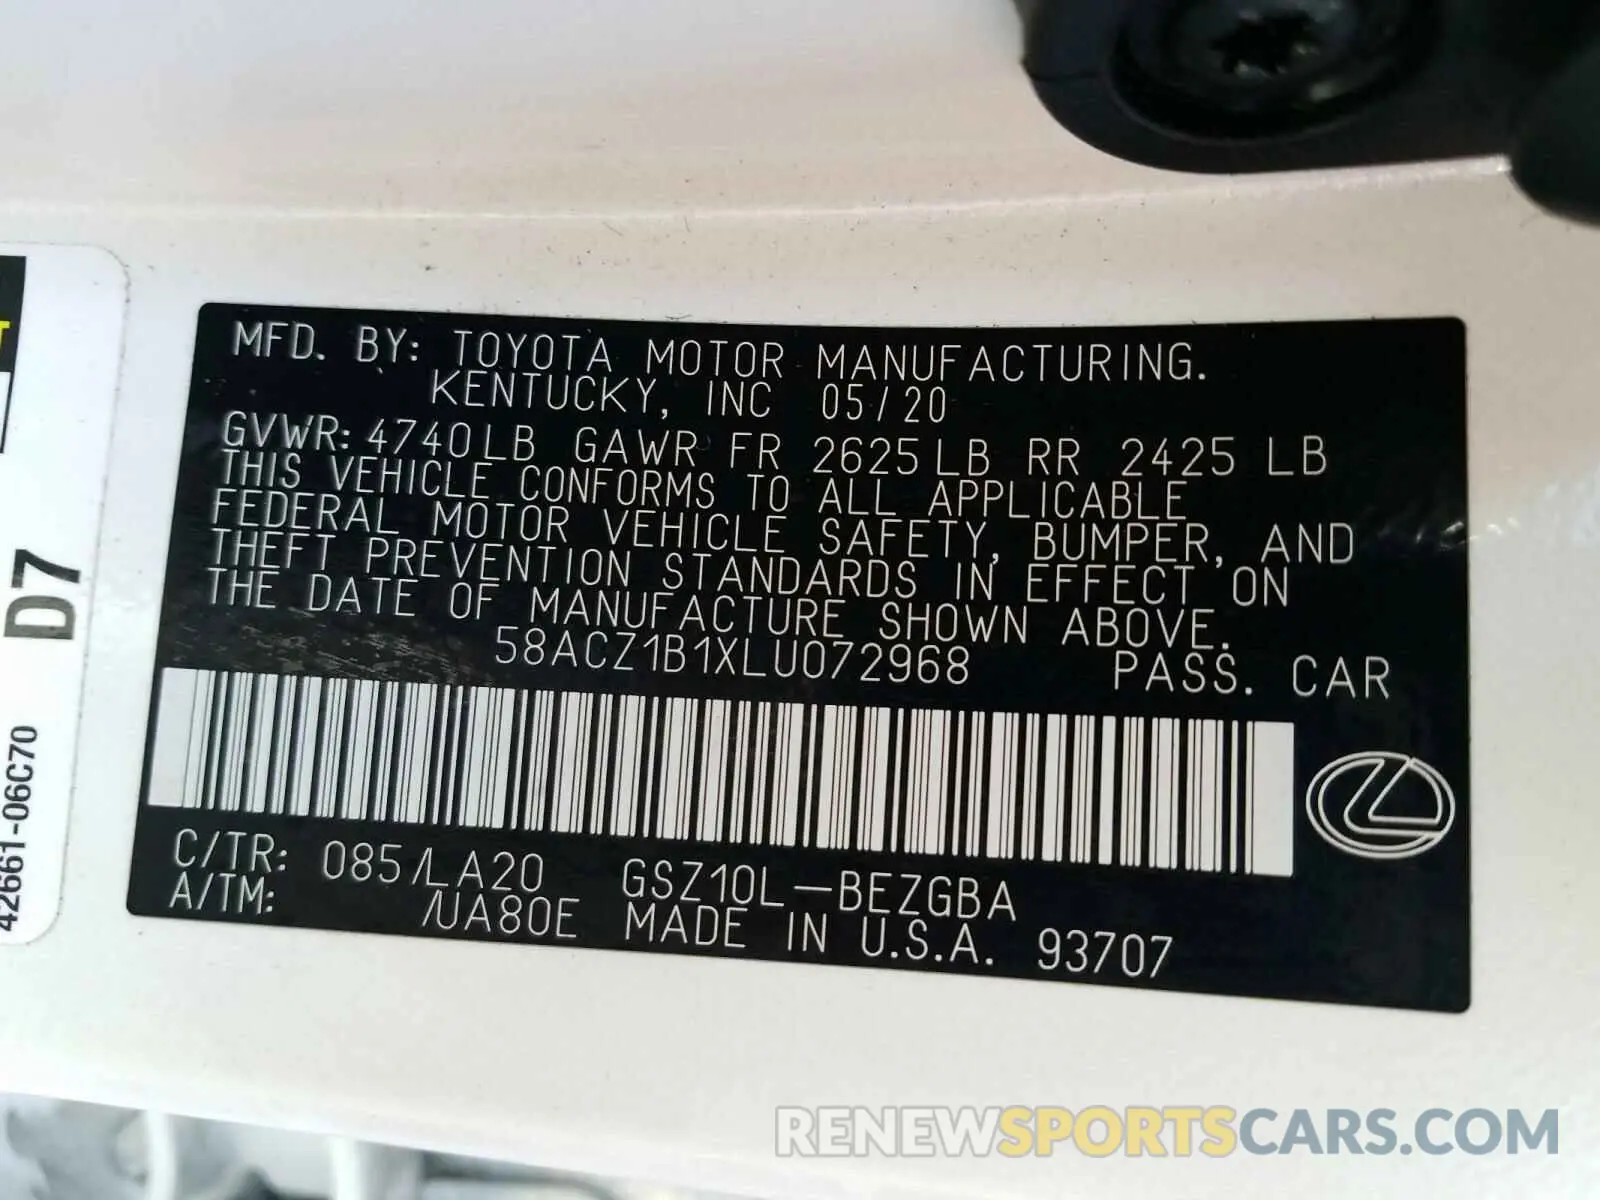 MFD. BY: TOYOTA MOTOR MANUFACTURING.
KENTUCKY, INC 05/20
GVWR: 4740LB GAWR FR 2625LB RR 2425 LB
THIS VEHICLE CONFORMS TO ALL APPLICABLE
FEDERAL MOTOR VEHICLE SAFETY, BUMPER, AND
THEFT PREVENTION STANDARDS IN EFFECT ON
THE DATE OF MANUFACTURE SHOWN ABOVE.
58ACZ1B1XLU072968 PASS. CAR
C/TR: 085/LA20 GSZ10L-BEZGBA
A/TM: /UA80E MADE IN U.S.A. 93707
D7
42661-06C70
RENEWSPORTSCARS.COM